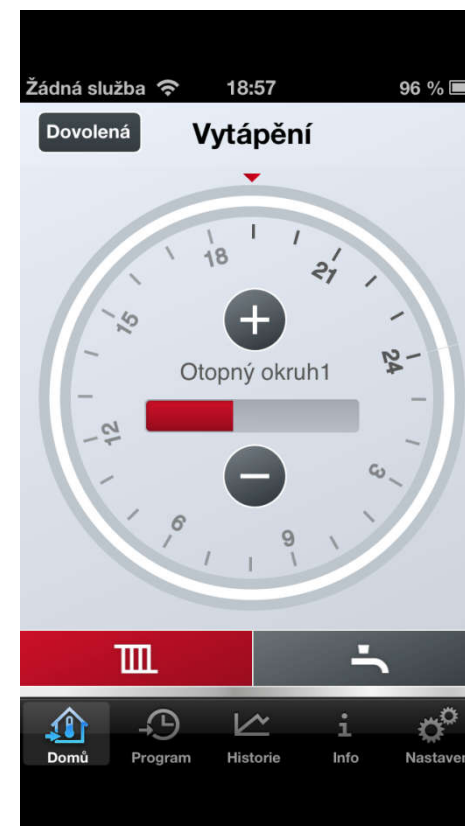 Žádná služba 18:57 96 %
Dovolená Vytápění
18
21
15
Otopný okruh1
24
12
3
9
6
Domů Program Historie Info Nastaven